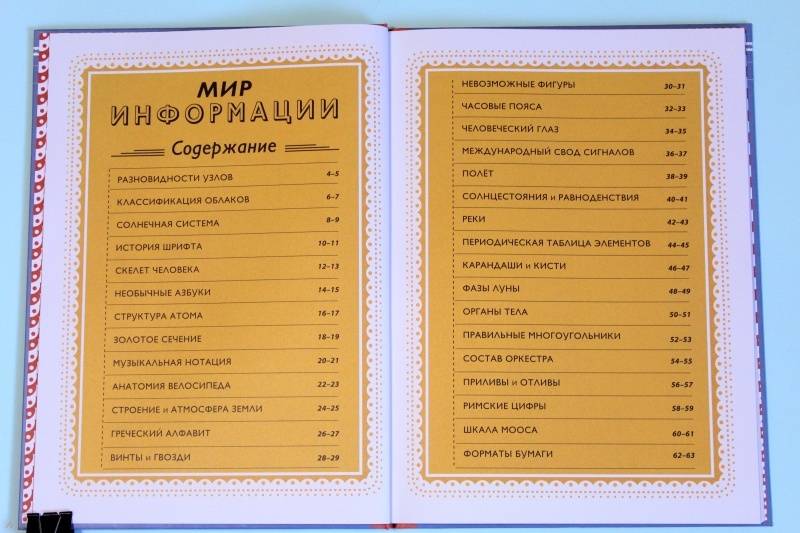 МИР
ИНФОРМАЦИИ
Содержание
РАЗНОВИДНОСТИ УЗЛОВ 4–5
КЛАССИФИКАЦИЯ ОБЛАКОВ 6–7
СОЛНЕЧНАЯ СИСТЕМА 8–9
ИСТОРИЯ ШРИФТА 10–11
СКЕЛЕТ ЧЕЛОВЕКА 12–13
НЕОБЫЧНЫЕ АЗБУКИ 14–15
СТРУКТУРА АТОМА 16–17
ЗОЛОТОЕ СЕЧЕНИЕ 18–19
МУЗЫКАЛЬНАЯ НОТАЦИЯ 20–21
АНАТОМИЯ ВЕЛОСИПЕДА 22–23
СТРОЕНИЕ и АТМОСФЕРА ЗЕМЛИ 24–25
ГРЕЧЕСКИЙ АЛФАВИТ 26–27
ВИНТЫ и ГВОЗДИ 28–29
НЕВОЗМОЖНЫЕ ФИГУРЫ 30–31
ЧАСОВЫЕ ПОЯСА 32–33
ЧЕЛОВЕЧЕСКИЙ ГЛАЗ 34–35
МЕЖДУНАРОДНЫЙ СВОД СИГНАЛОВ 36–37
ПОЛЁТ 38–39
СОЛНЦЕСТОЯНИЯ и РАВНОДЕНСТВИЯ 40–41
РЕКИ 42–43
ПЕРИОДИЧЕСКАЯ ТАБЛИЦА ЭЛЕМЕНТОВ 44–45
КАРАНДАШИ и КИСТИ 46–47
ФАЗЫ ЛУНЫ 48–49
ОРГАНЫ ТЕЛА 50–51
ПРАВИЛЬНЫЕ МНОГОУГОЛЬНИКИ 52–53
СОСТАВ ОРКЕСТРА 54–55
ПРИЛИВЫ и ОТЛИВЫ 56–57
РИМСКИЕ ЦИФРЫ 58–59
ШКАЛА МООСА 60–61
ФОРМАТЫ БУМАГИ 62–63